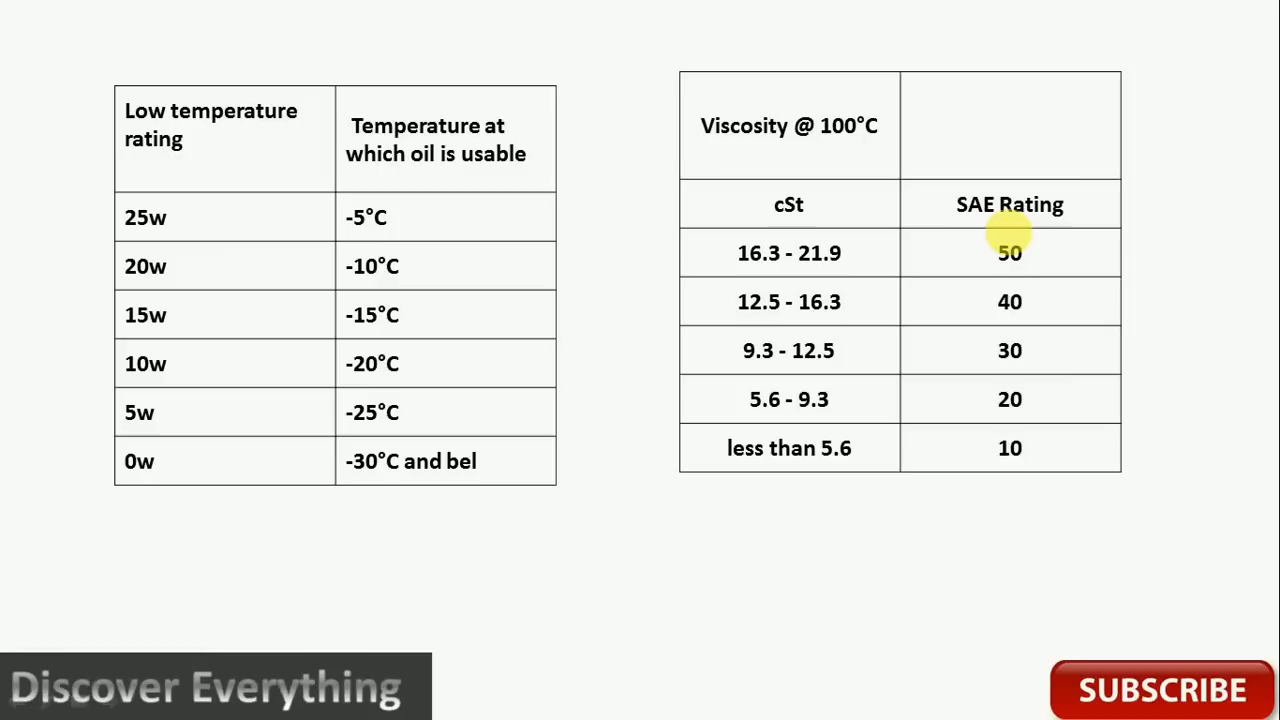 Low temperature
rating
Temperature at
which oil is usable
25w -5°C
20w -10°C
15w -15°C
10w -20°C
5w -25°C
0w -30°C and bel
Viscosity @ 100°C
cSt SAE Rating
16.3 - 21.9 50
12.5 - 16.3 40
9.3 - 12.5 30
5.6 - 9.3 20
less than 5.6 10
Discover Everything
SUBSCRIBE